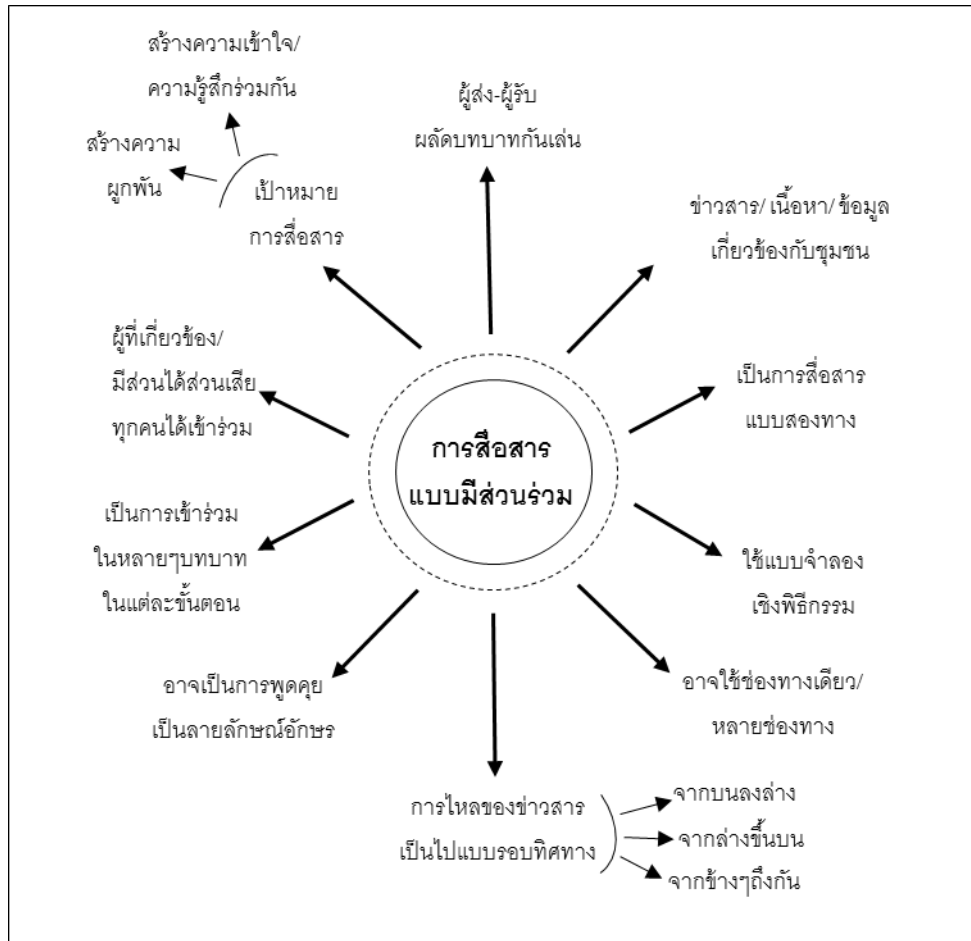 สร้างความเข้าใจ/
ความรู้สึกร่วมกัน
สร้างความ
ผูกพัน
เป้าหมาย
การสื่อสาร
ผู้ส่ง-ผู้รับ
ผลัดบทบาทกันเล่น
ข่าวสาร/ เนื้อหา/ ข้อมูล
เกี่ยวข้องกับชุมชน
ผู้ที่เกี่ยวข้อง/
มีส่วนได้ส่วนเสีย
ทุกคนได้เข้าร่วม
เป็นการสื่อสาร
แบบสองทาง
การสื่อสาร
แบบมีส่วนร่วม
เป็นการเข้าร่วม
ในหลายๆบทบาท
ในแต่ละขั้นตอน
ใช้แบบจำลอง
เชิงพิธีกรรม
อาจเป็นการพูดคุย
เป็นลายลักษณ์อักษร
อาจใช้ช่องทางเดียว/
หลายช่องทาง
การไหลของข่าวสาร
เป็นไปแบบรอบทิศทาง
จากบนลงล่าง
จากล่างขึ้นบน
จากข้างๆถึงกัน